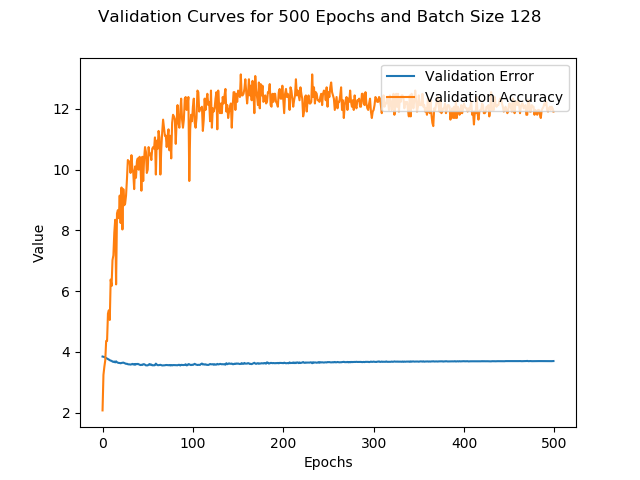 Validation Curves for 500 Epochs and Batch Size 128
Validation Error
Validation Accuracy
12
10
8
6
4
2
Value
0 100 200 300 400 500
Epochs